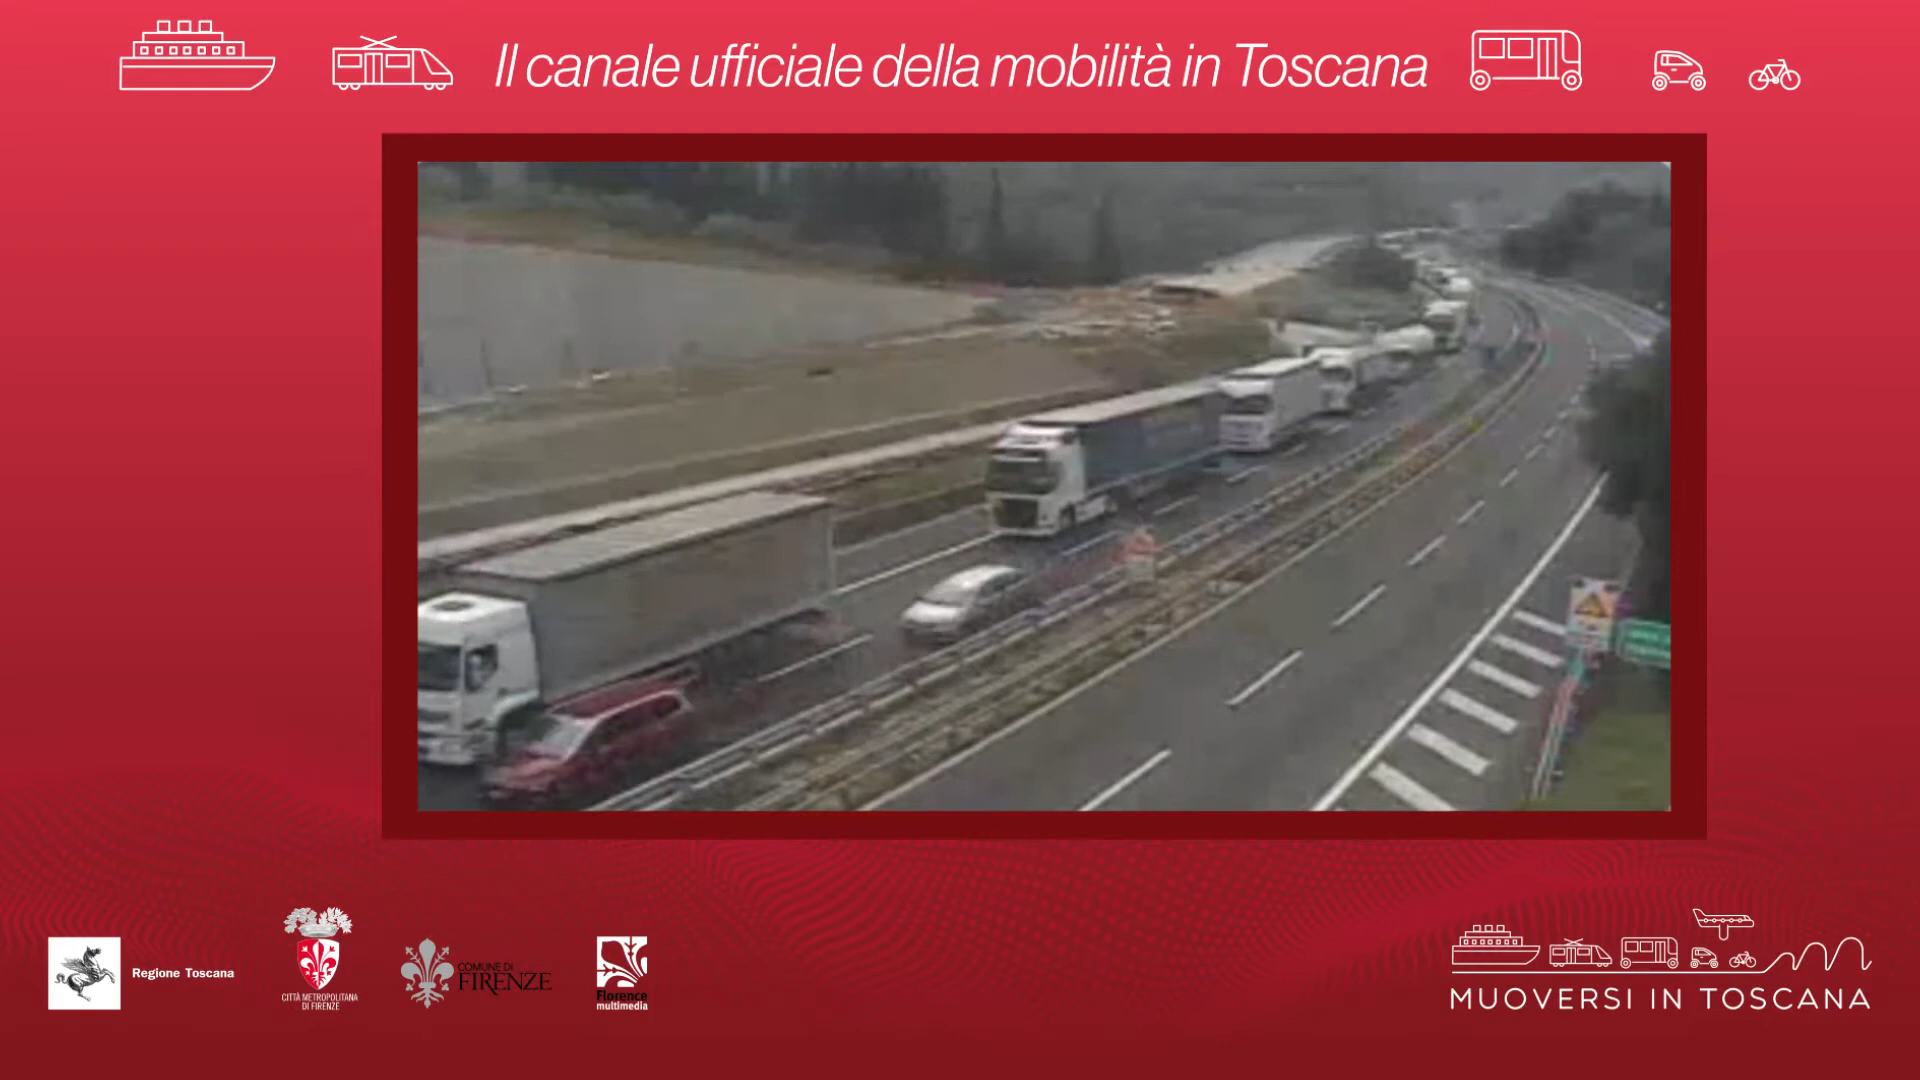 Il canale ufficiale della mobilità in Toscana
Regione Toscana
CITTÀ METROPOLITANA
DI FIRENZE
COMUNE DI
FIRENZE
Florence
multimedia
MUOVERSI IN TOSCANA